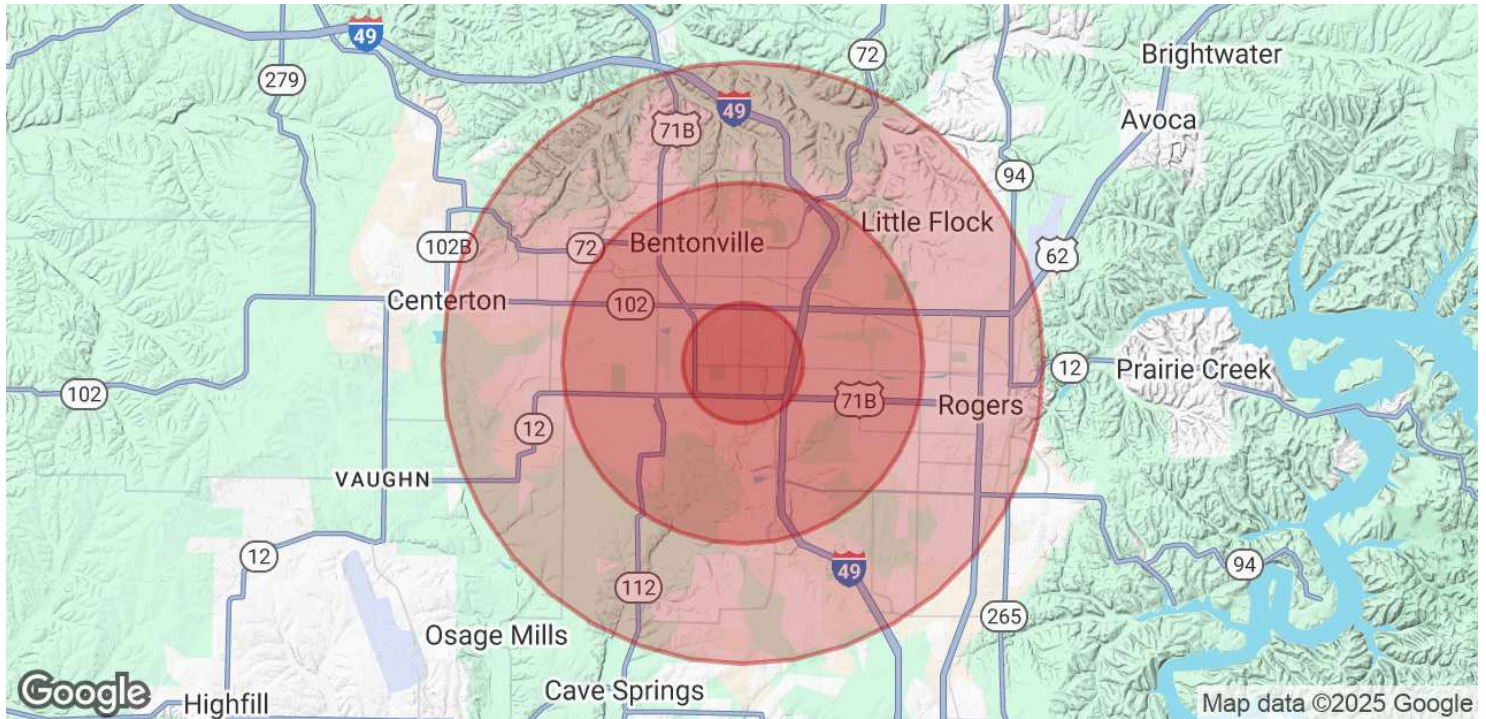 49
72
Brightwater
279
49
Avoca
71B
94
Little Flock
102B
72
Bentonville
62
Centerton
102
12
Prairie Creek
102
71B
Rogers
12
VAUGHN
12
49
94
112
265
Osage Mills
Cave Springs
Google
Highfill
Map data ©2025 Google